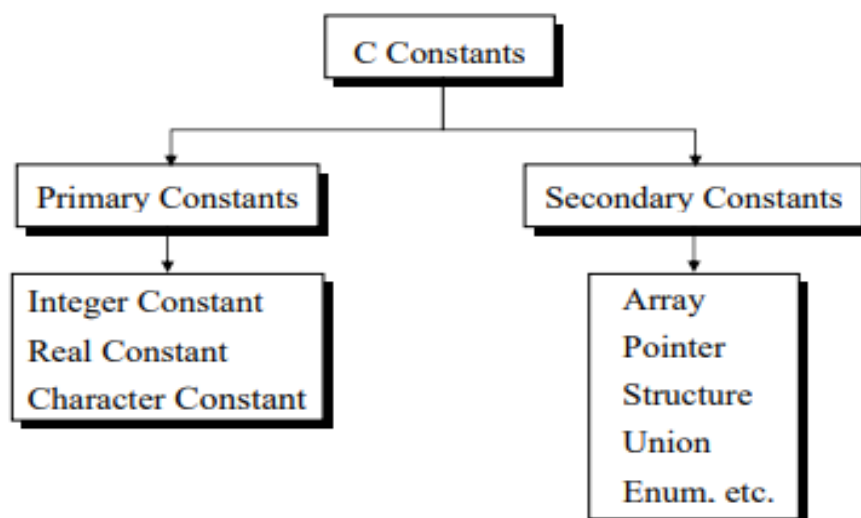 C Constants
Primary Constants
Secondary Constants
Integer Constant
Real Constant
Character Constant
Array
Pointer
Structure
Union
Enum. etc.